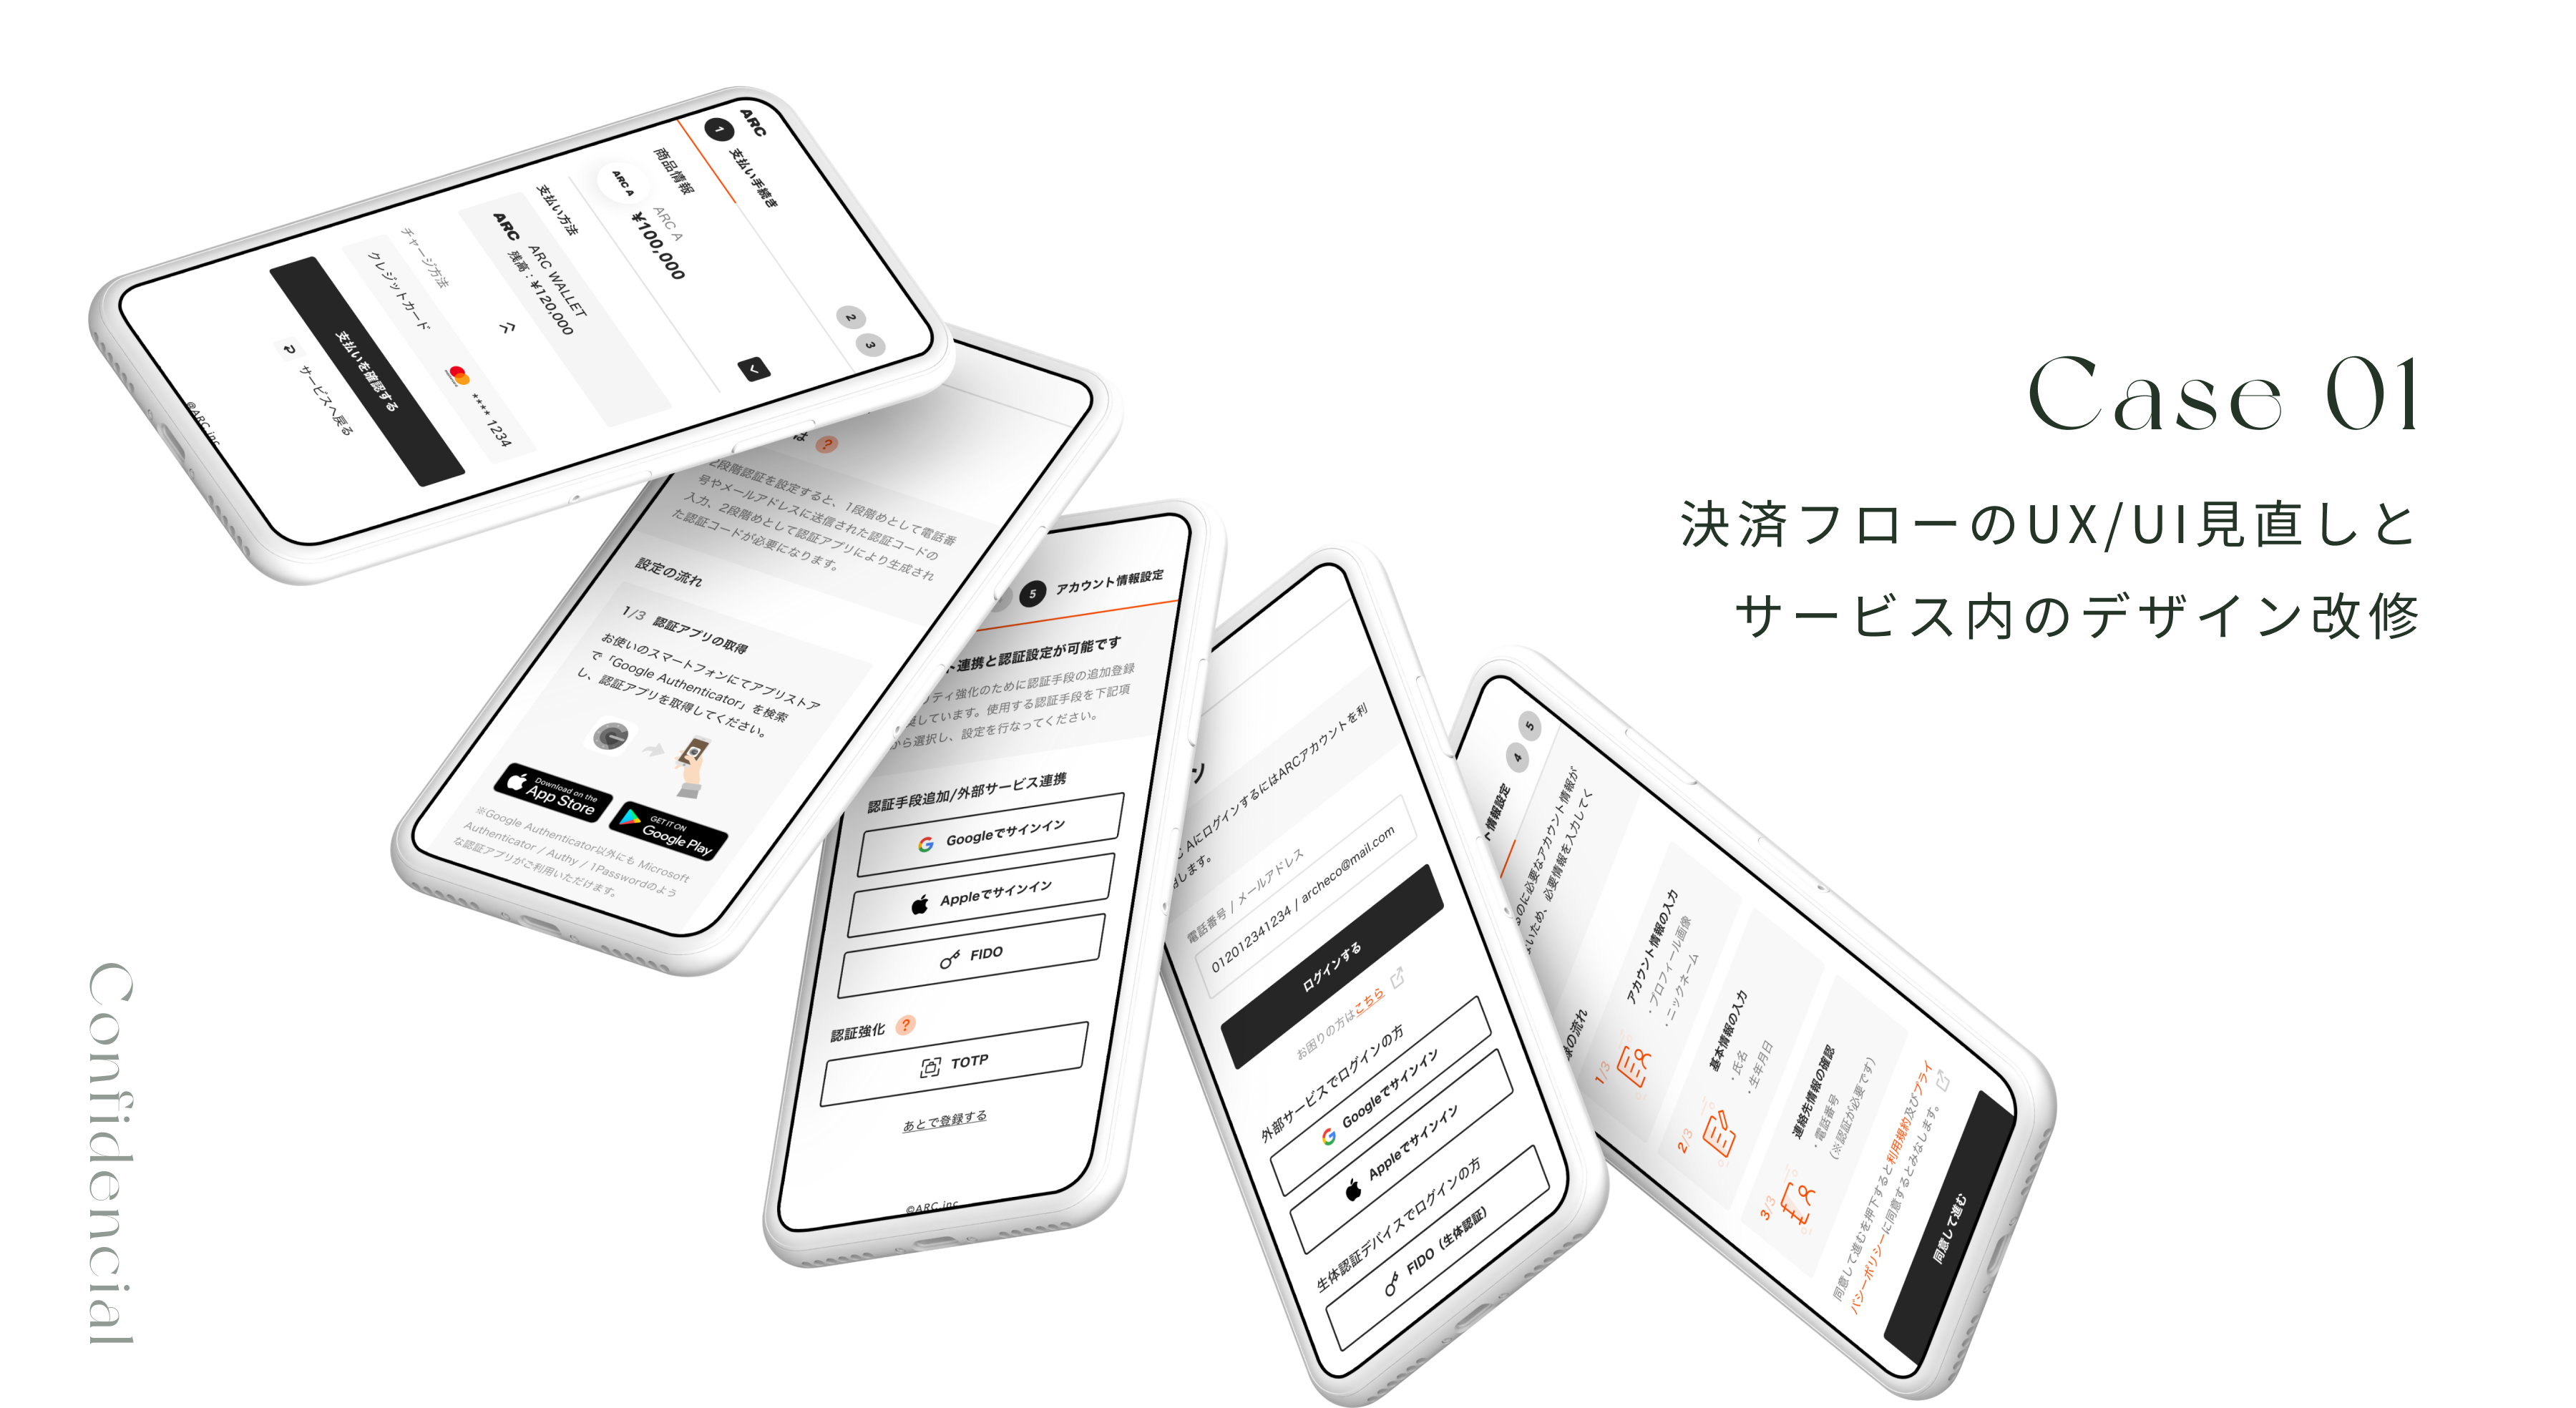 Case 01
決済フローのUX/UI見直しと
サービス内のデザイン改修
Confidencial
ARC
1 支払い手続き
2
3
商品情報
ARC A
ARC A
¥100,000
支払い方法
ARC
ARC WALLET
残高：¥120,000
チャージ方法
クレジットカード
**** 1234
支払いを確認する
サービスへ戻る
©ARC inc
は ?
2段階認証を設定すると、1段階めとして電話番
号やメールアドレスに送信された認証コードの
入力、2段階めとして認証アプリにより生成され
た認証コードが必要になります。
設定の流れ
1/3 認証アプリの取得
お使いのスマートフォンにてアプリストア
で「Google Authenticator」を検索
し、認証アプリを取得してください。
Download on the
App Store
GET IT ON
Google Play
※Google Authenticator以外にも Microsoft
Authenticator / Authy / 1Passwordのよう
な認証アプリがご利用いただけます。
5 アカウント情報設定
ト連携と認証設定が可能です
ティ強化のために認証手段の追加登録
しています。使用する認証手段を下記項
から選択し、設定を行なってください。
認証手段追加/外部サービス連携
Googleでサインイン
Appleでサインイン
FIDO
認証強化 ?
TOTP
あとで登録する
©ARC inc
ン
C AにログインするにはARCアカウントを利
します。
電話番号 / メールアドレス
012012341234 / archeco@mail.com
ログインする
お困りの方はこちら
外部サービスでログインの方
Googleでサインイン
Appleでサインイン
生体認証デバイスでログインの方
FIDO（生体認証）
ト情報設定
4
5
るのに必要なアカウント情報が
いため、必要情報を入力してく
の流れ
1/3
アカウント情報の入力
・プロフィール画像
・ニックネーム
2/3
基本情報の入力
・氏名
・生年月日
3/3
連絡先情報の確認
・電話番号
（※認証が必要です）
同意して進むを押下すると利用規約及びプライ
バシーポリシーに同意するとみなします。
同意して進む